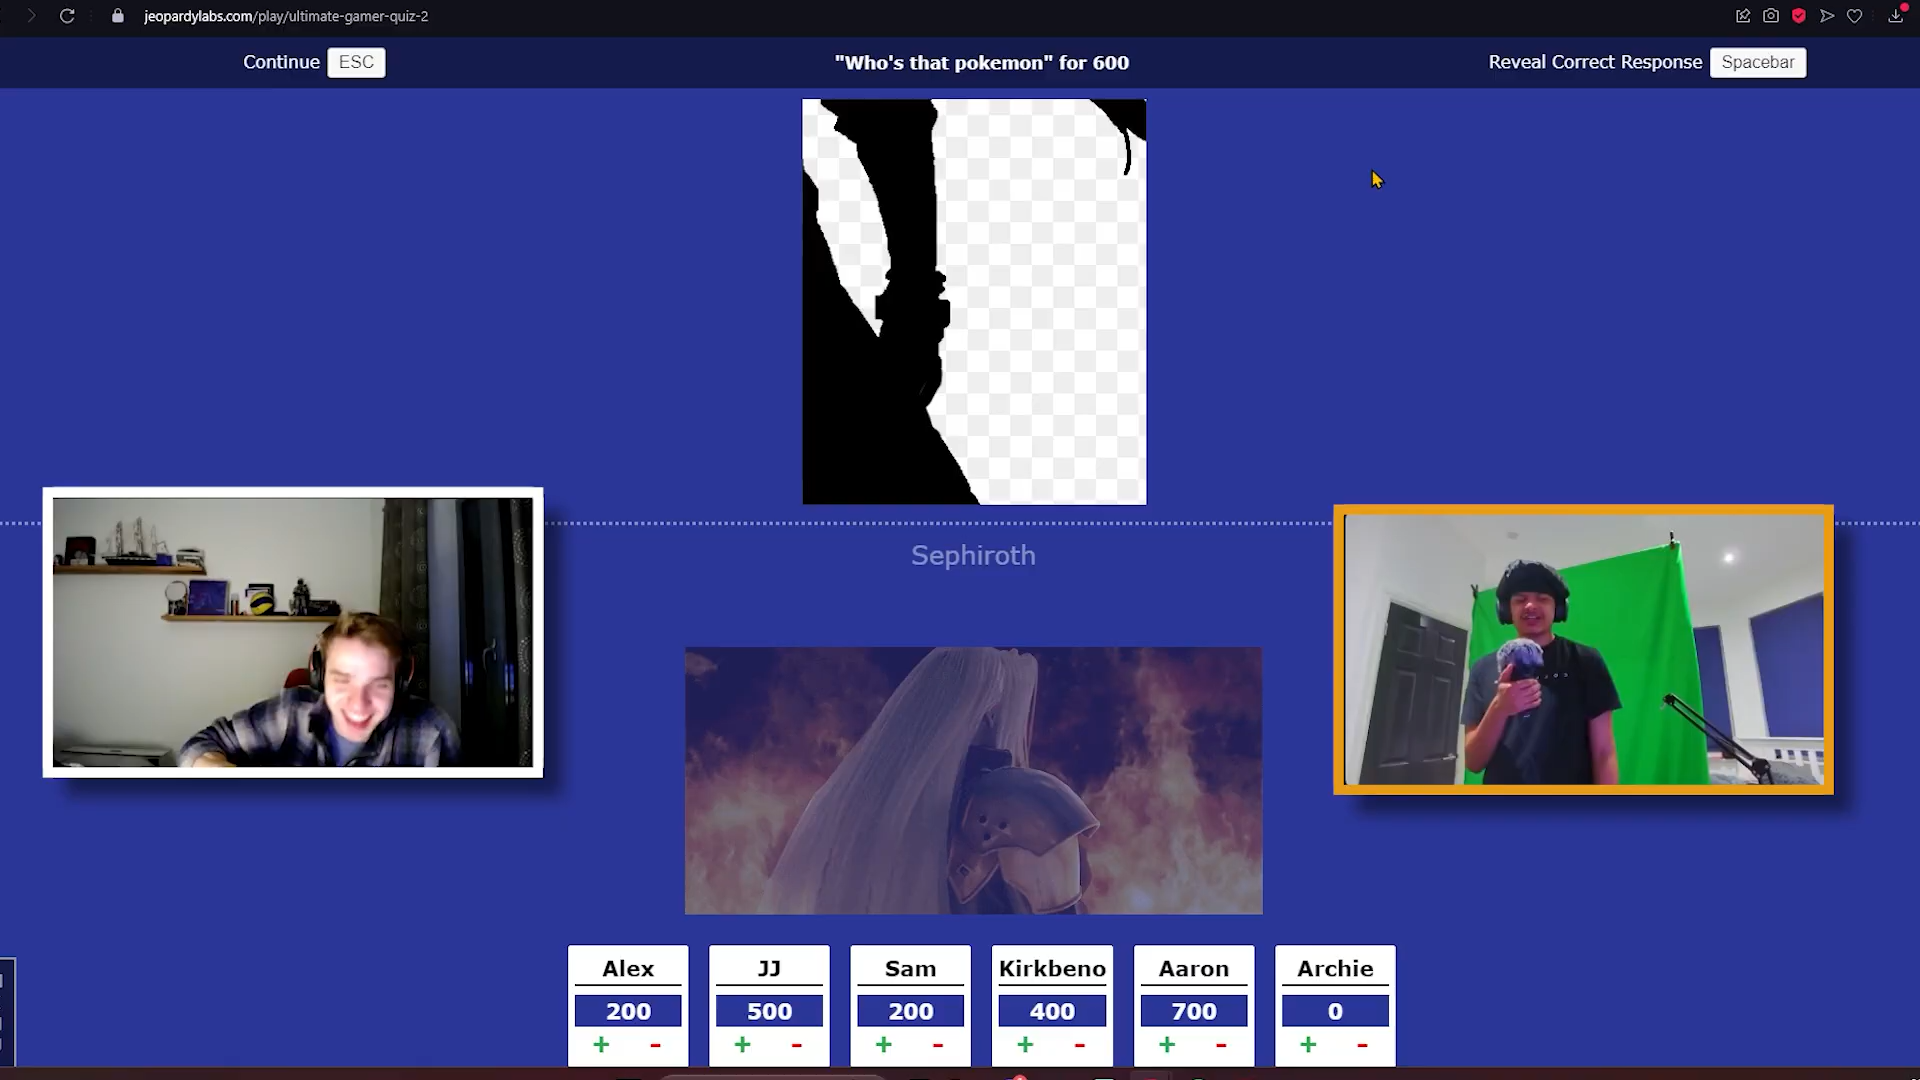 jeopardylabs.com/play/ultimate-gamer-quiz-2
Continue ESC
"Who's that pokemon" for 600
Reveal Correct Response Spacebar
Sephiroth
Alex JJ Sam Kirkbeno Aaron Archie
200 500 200 400 700 0
+ - + - + - + - + - + -